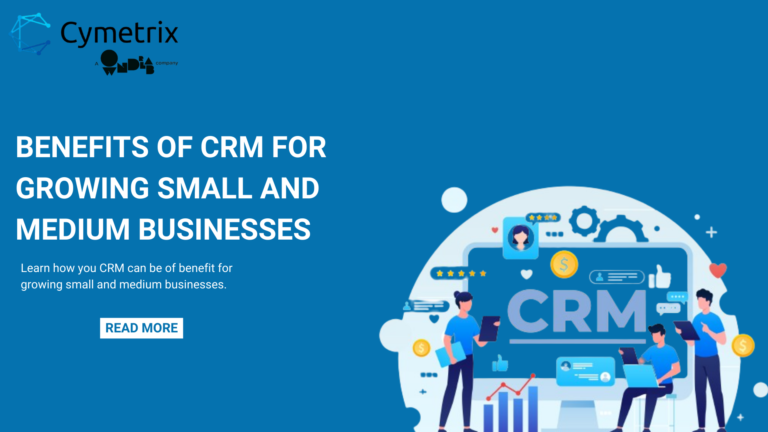 Cymetrix
a OWNDAYS company
BENEFITS OF CRM FOR
GROWING SMALL AND
MEDIUM BUSINESSES
Learn how you CRM can be of benefit for
growing small and medium businesses.
READ MORE
CRM